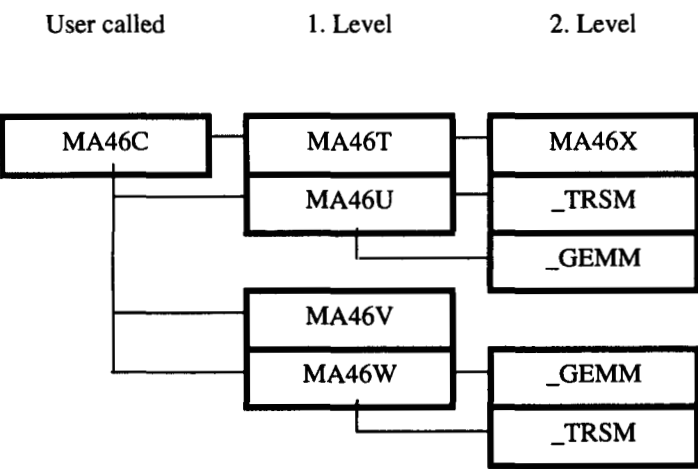 User called 1. Level 2. Level
MA46C MA46T MA46X
MA46U _TRSM
_GEMM
MA46V
MA46W _GEMM
_TRSM